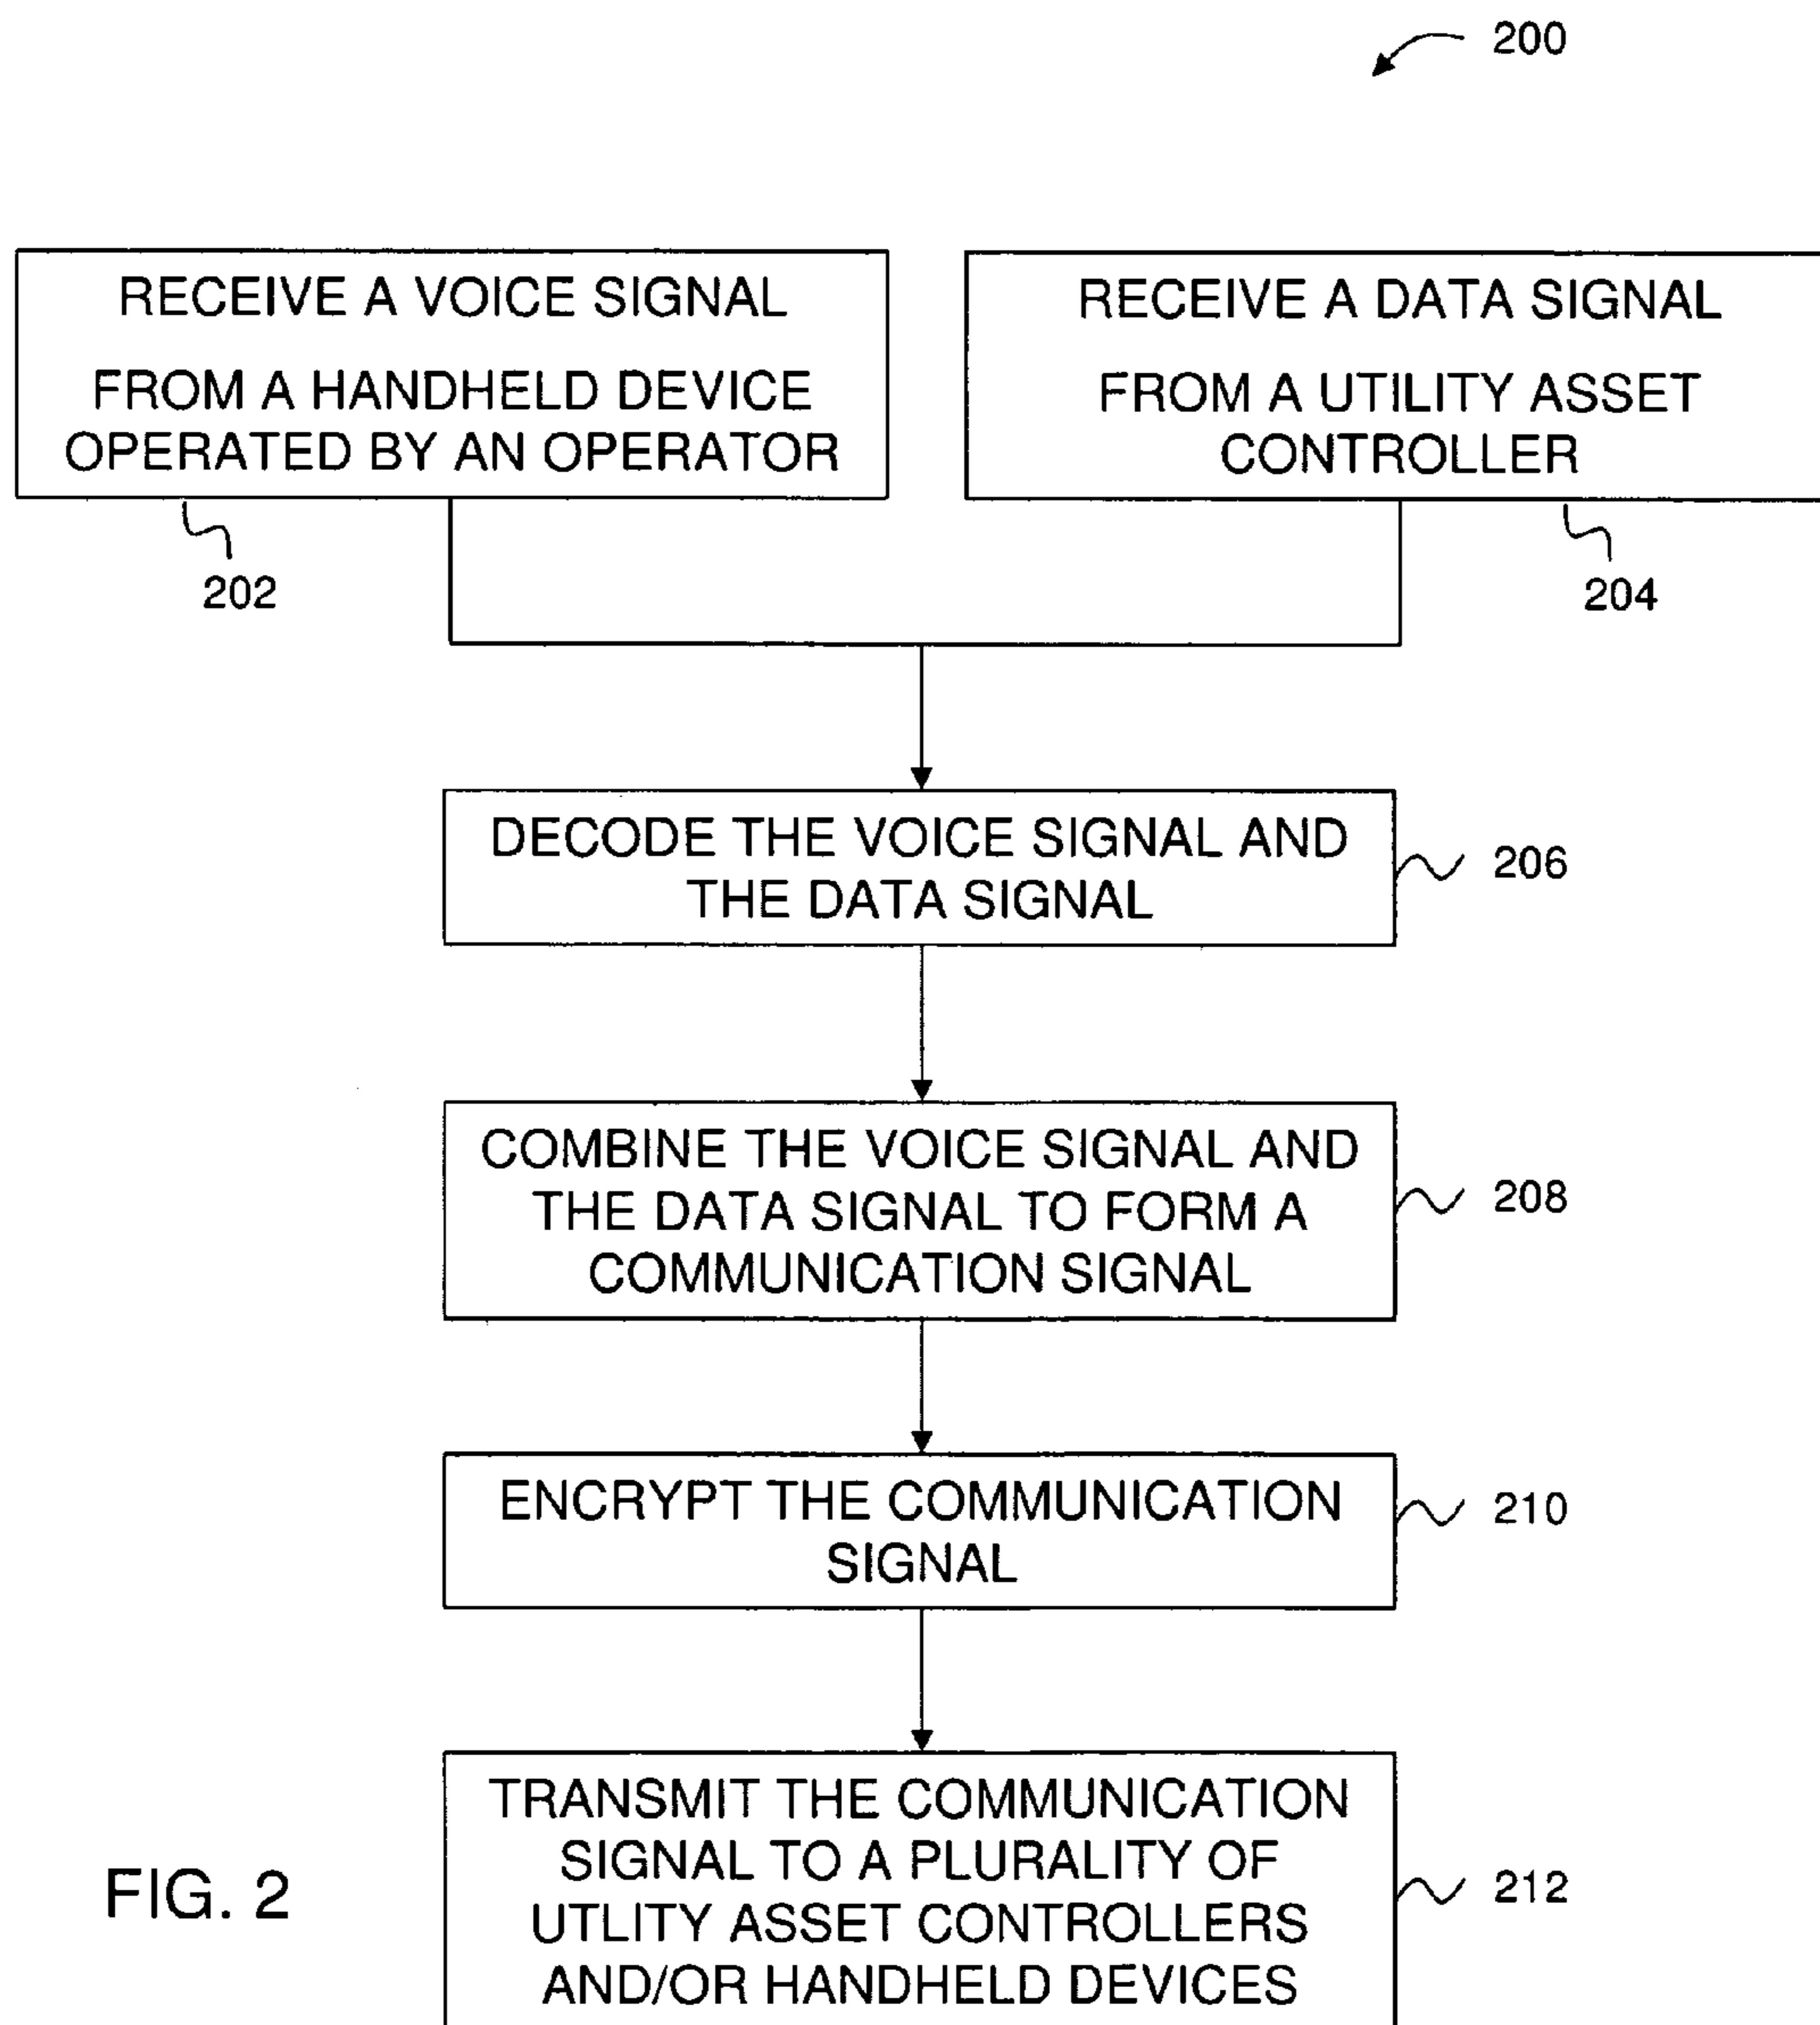 200
RECEIVE A VOICE SIGNAL
FROM A HANDHELD DEVICE
OPERATED BY AN OPERATOR
202
RECEIVE A DATA SIGNAL
FROM A UTILITY ASSET
CONTROLLER
204
DECODE THE VOICE SIGNAL AND
THE DATA SIGNAL
206
COMBINE THE VOICE SIGNAL AND
THE DATA SIGNAL TO FORM A
COMMUNICATION SIGNAL
208
ENCRYPT THE COMMUNICATION
SIGNAL
210
TRANSMIT THE COMMUNICATION
SIGNAL TO A PLURALITY OF
UTLITY ASSET CONTROLLERS
AND/OR HANDHELD DEVICES
212
FIG. 2